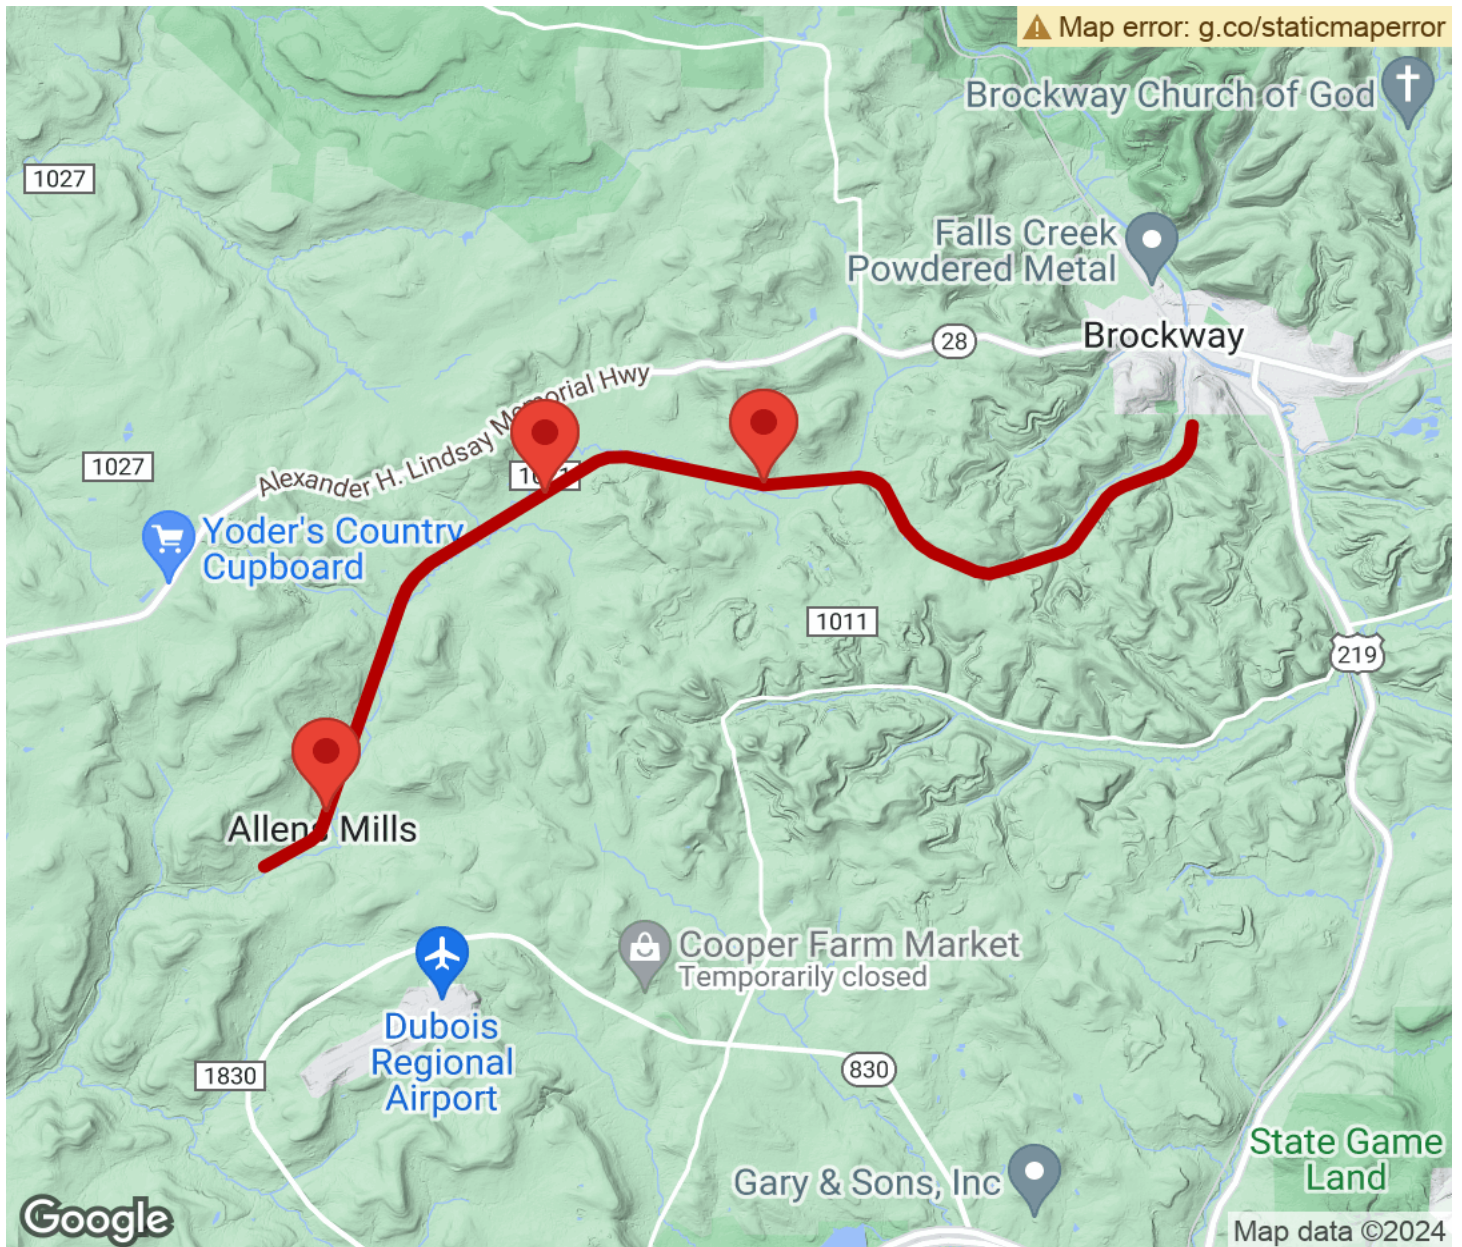 Map error: g.co/staticmaperror
Brockway Church of God
1027
Falls Creek
Powdered Metal
Brockway
28
Alexander H. Lindsay Memorial Hwy
1027
Yoder's Country
Cupboard
1011
219
Allens Mills
Cooper Farm Market
Temporarily closed
Dubois
Regional
Airport
1830
830
State Game
Land
Gary & Sons, Inc
Google
Map data ©2024